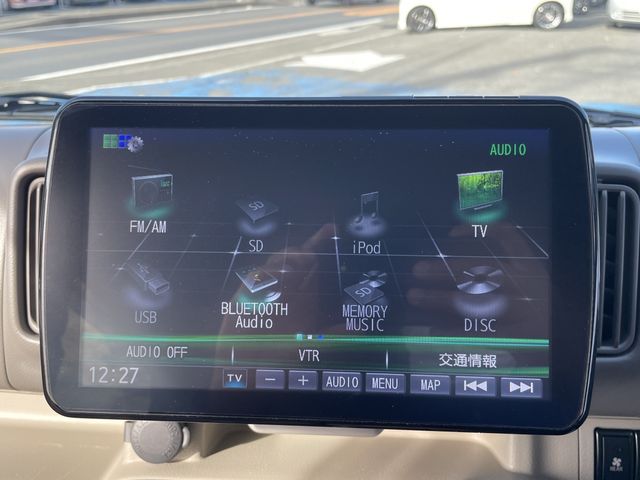 AUDIO
FM/AM
SD
iPod
TV
USB
BLUETOOTH Audio
MEMORY MUSIC
DISC
AUDIO OFF
VTR
交通情報
12:27
TV
−
+
AUDIO
MENU
MAP
REAR